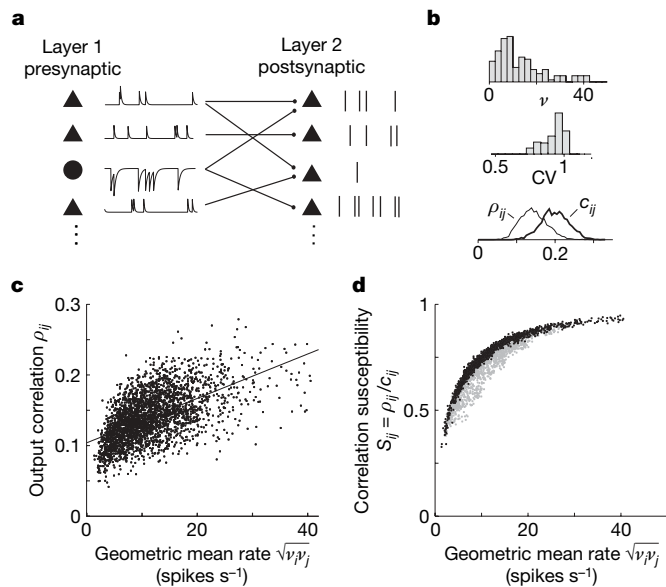 a
Layer 1
presynaptic
Layer 2
postsynaptic
b
0 40
ν
0.5 1
CV
ρij cij
0 0.2
c
0.3
0.2
0.1
0
Output correlation ρij
0 20 40
Geometric mean rate √νiνj
(spikes s⁻¹)
d
1
0.5
0
Correlation susceptibility
Sij = ρij/cij
0 20 40
Geometric mean rate √νiνj
(spikes s⁻¹)